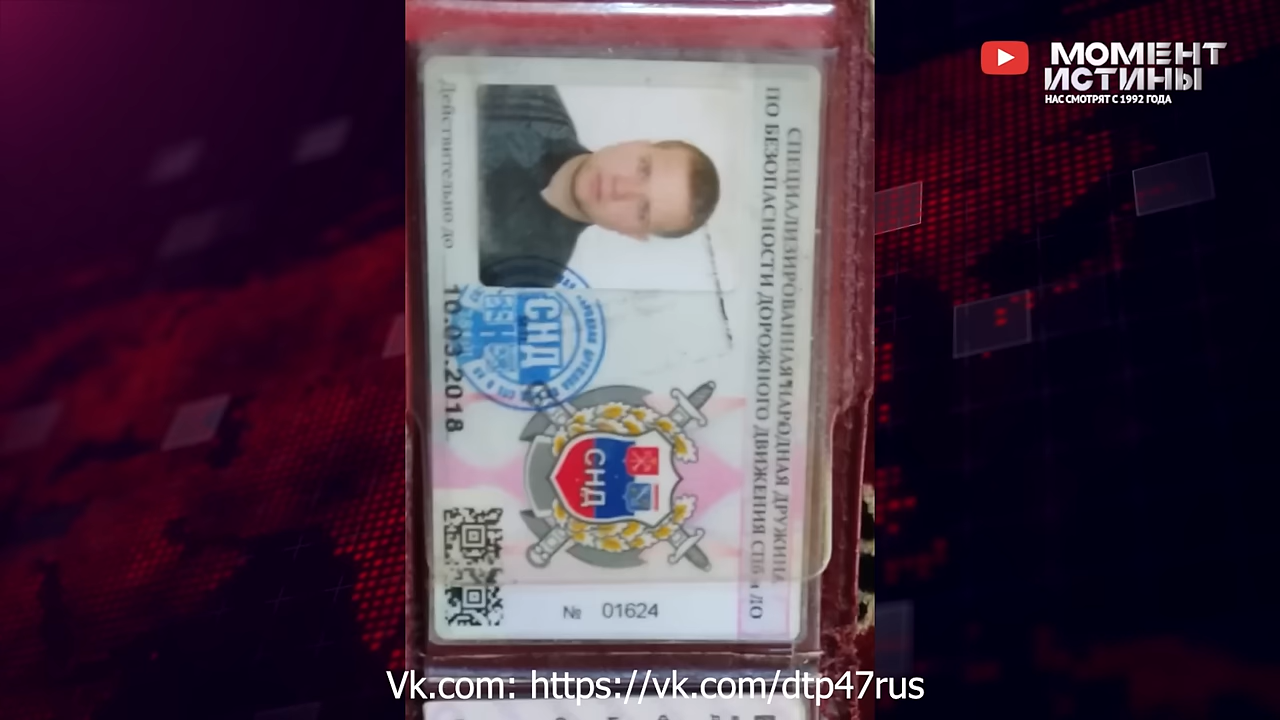 МОМЕНТ
ИСТИНЫ
НАС СМОТРЯТ С 1992 ГОДА
СПЕЦИАЛИЗИРОВАННАЯ НАРОДНАЯ ДРУЖИНА
ПО БЕЗОПАСНОСТИ ДОРОЖНОГО ДВИЖЕНИЯ СПб и ЛО
СНД
СНД
Действительно до 10.03.2018
№ 01624
Vk.com: https://vk.com/dtp47rus